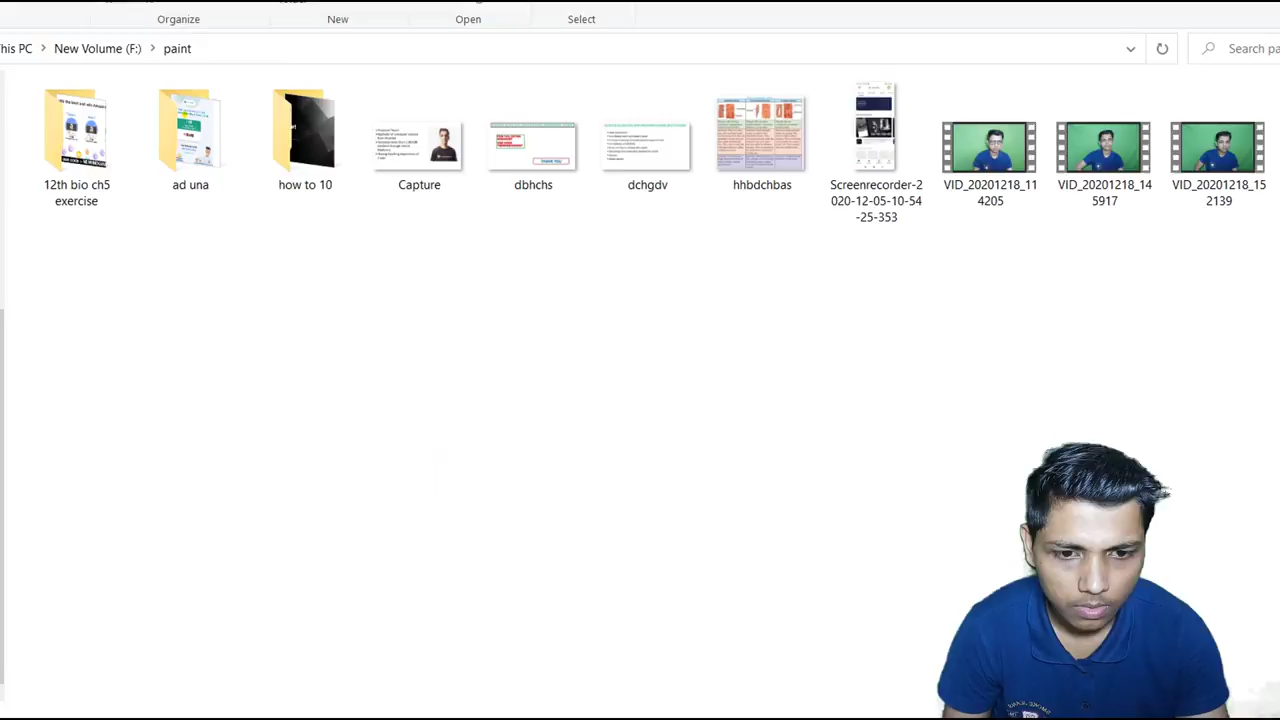 Organize
New
Open
Select
his PC > New Volume (F:) > paint
Search pa
12th bio ch5
exercise
ad una
how to 10
Capture
dbhchs
dchgdv
hhbdchbas
Screenrecorder-2
020-12-05-10-54
-25-353
VID_20201218_11
4205
VID_20201218_14
5917
VID_20201218_15
2139